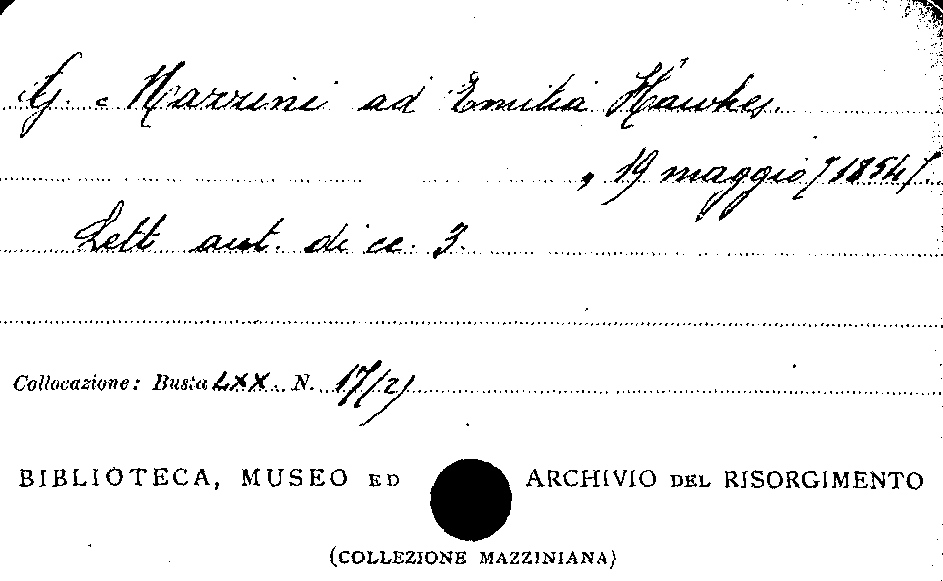 G. Mazzini ad Emilia Hawkes.
, 19 maggio [1854].
Lett. aut. di cc. 3.
Collocazione: Busta LXX. N. 17/2)
BIBLIOTECA, MUSEO ED ARCHIVIO DEL RISORGIMENTO
(COLLEZIONE MAZZINIANA)